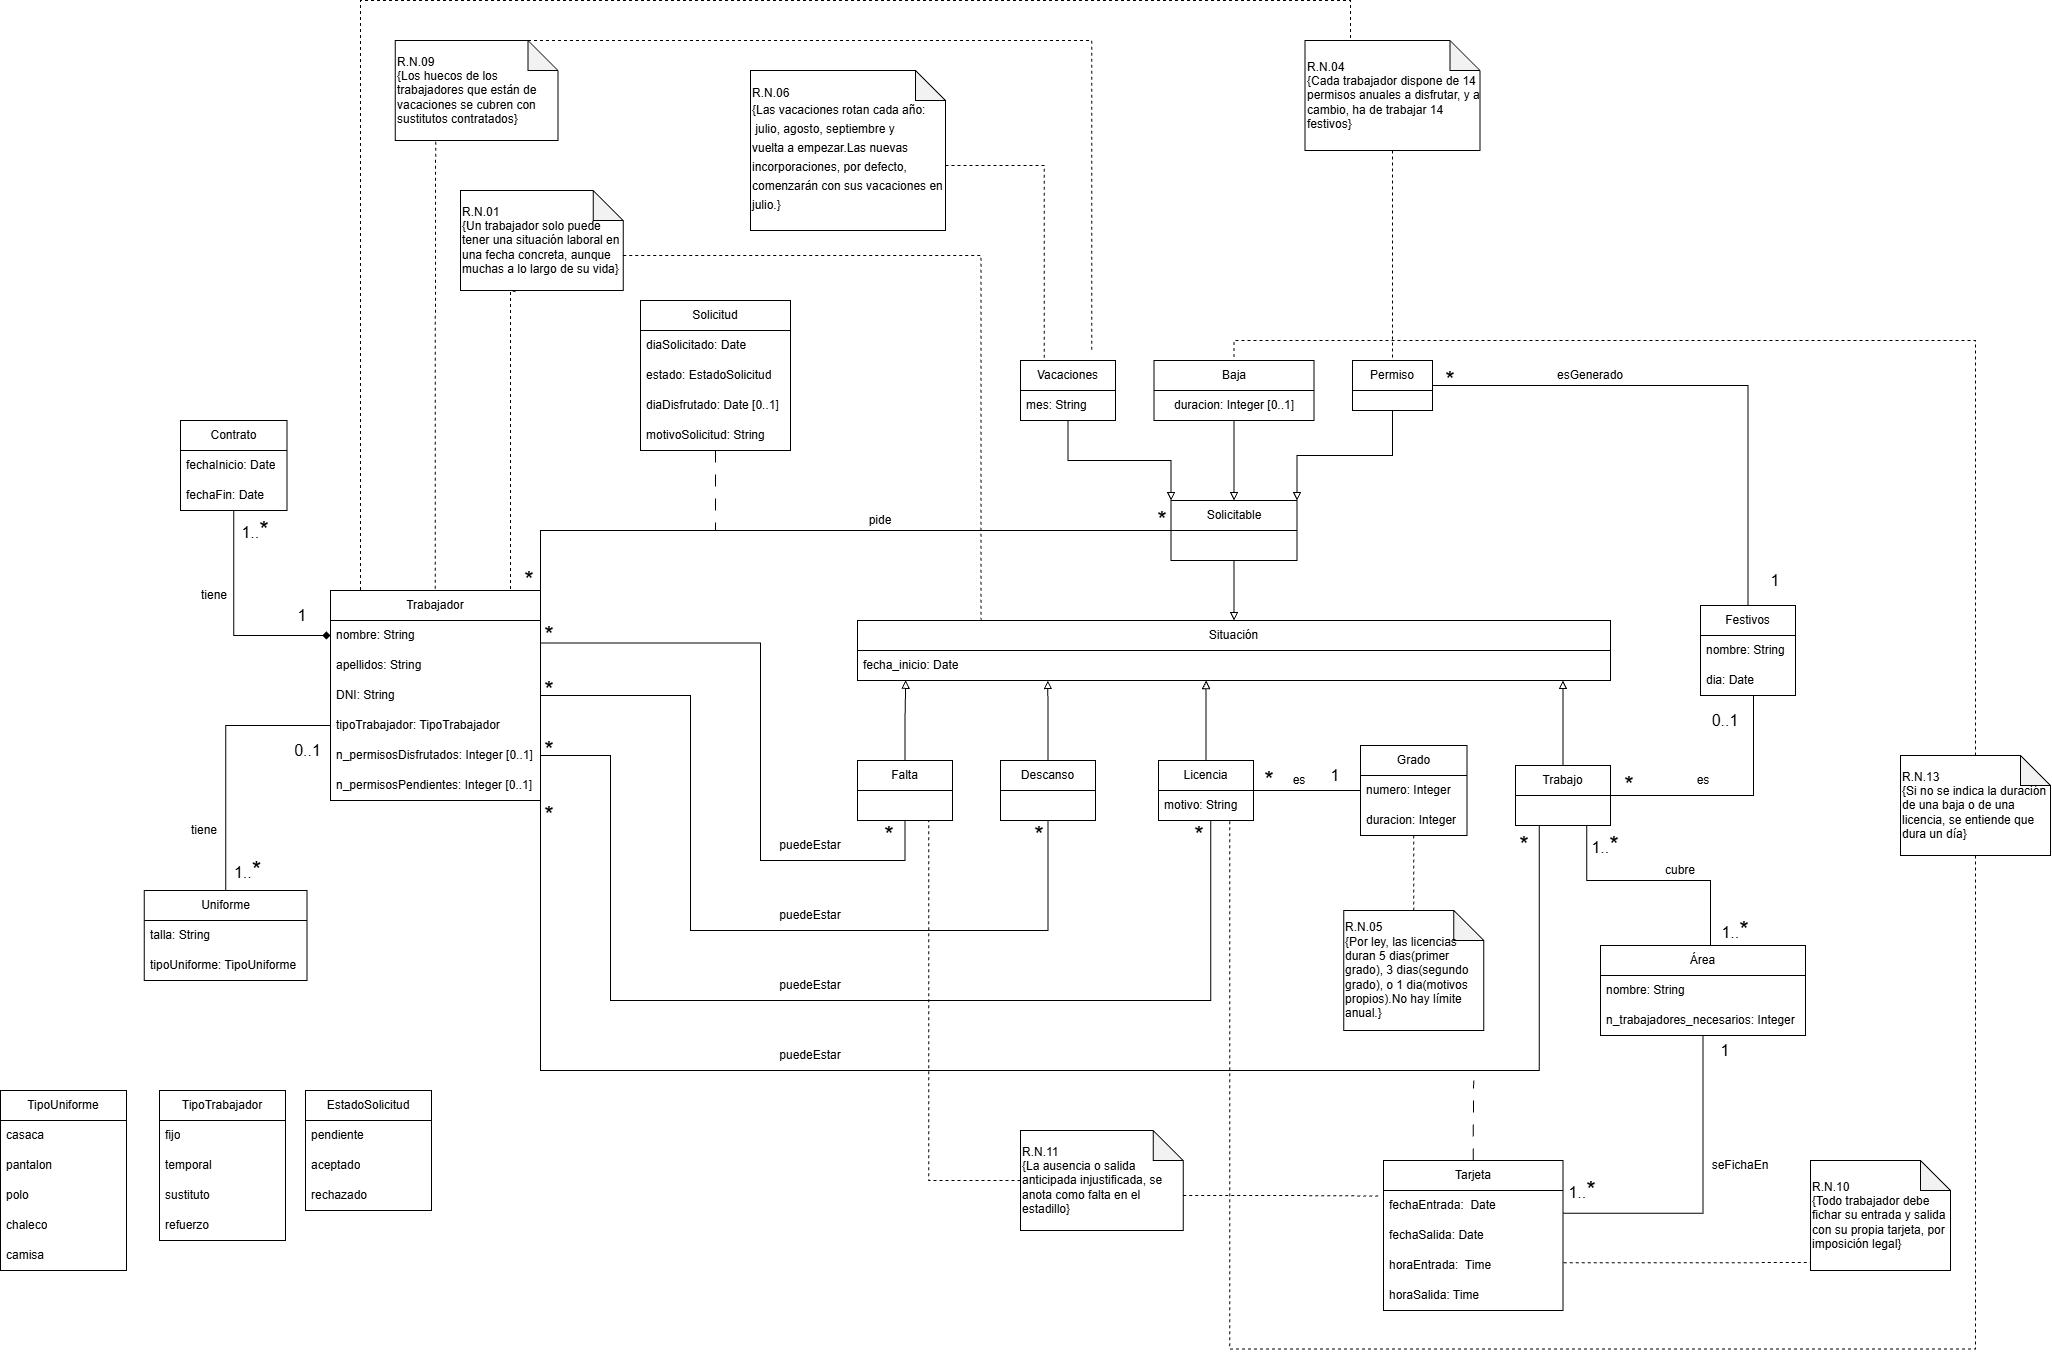 R.N.09
{Los huecos de los
trabajadores que están de
vacaciones se cubren con
sustitutos contratados}
R.N.06
{Las vacaciones rotan cada año:
julio, agosto, septiembre y
vuelta a empezar.Las nuevas
incorporaciones, por defecto,
comenzarán con sus vacaciones en
julio.}
R.N.04
{Cada trabajador dispone de 14
permisos anuales a disfrutar, y a
cambio, ha de trabajar 14
festivos}
R.N.01
{Un trabajador solo puede
tener una situación laboral en
una fecha concreta, aunque
muchas a lo largo de su vida}
Solicitud
diaSolicitado: Date
estado: EstadoSolicitud
diaDisfrutado: Date [0..1]
motivoSolicitud: String
Vacaciones
mes: String
Baja
duracion: Integer [0..1]
Permiso
*
esGenerado
1
Contrato
fechaInicio: Date
fechaFin: Date
1..*
tiene
1
pide
*
*
Solicitable
Trabajador
nombre: String
apellidos: String
DNI: String
tipoTrabajador: TipoTrabajador
n_permisosDisfrutados: Integer [0..1]
n_permisosPendientes: Integer [0..1]
*
*
*
*
Situación
fecha_inicio: Date
Festivos
nombre: String
dia: Date
0..1
0..1
tiene
1..*
Uniforme
talla: String
tipoUniforme: TipoUniforme
Falta
*
Descanso
*
Licencia
motivo: String
*
*
es
1
Grado
numero: Integer
duracion: Integer
Trabajo
*
es
*
1..*
cubre
1..*
R.N.13
{Si no se indica la duración
de una baja o de una
licencia, se entiende que
dura un día}
puedeEstar
puedeEstar
puedeEstar
puedeEstar
R.N.05
{Por ley, las licencias
duran 5 dias(primer
grado), 3 dias(segundo
grado), o 1 dia(motivos
propios).No hay límite
anual.}
Área
nombre: String
n_trabajadores_necesarios: Integer
1
seFichaEn
1..*
TipoUniforme
casaca
pantalon
polo
chaleco
camisa
TipoTrabajador
fijo
temporal
sustituto
refuerzo
EstadoSolicitud
pendiente
aceptado
rechazado
R.N.11
{La ausencia o salida
anticipada injustificada, se
anota como falta en el
estadillo}
Tarjeta
fechaEntrada: Date
fechaSalida: Date
horaEntrada: Time
horaSalida: Time
R.N.10
{Todo trabajador debe
fichar su entrada y salida
con su propia tarjeta, por
imposición legal}